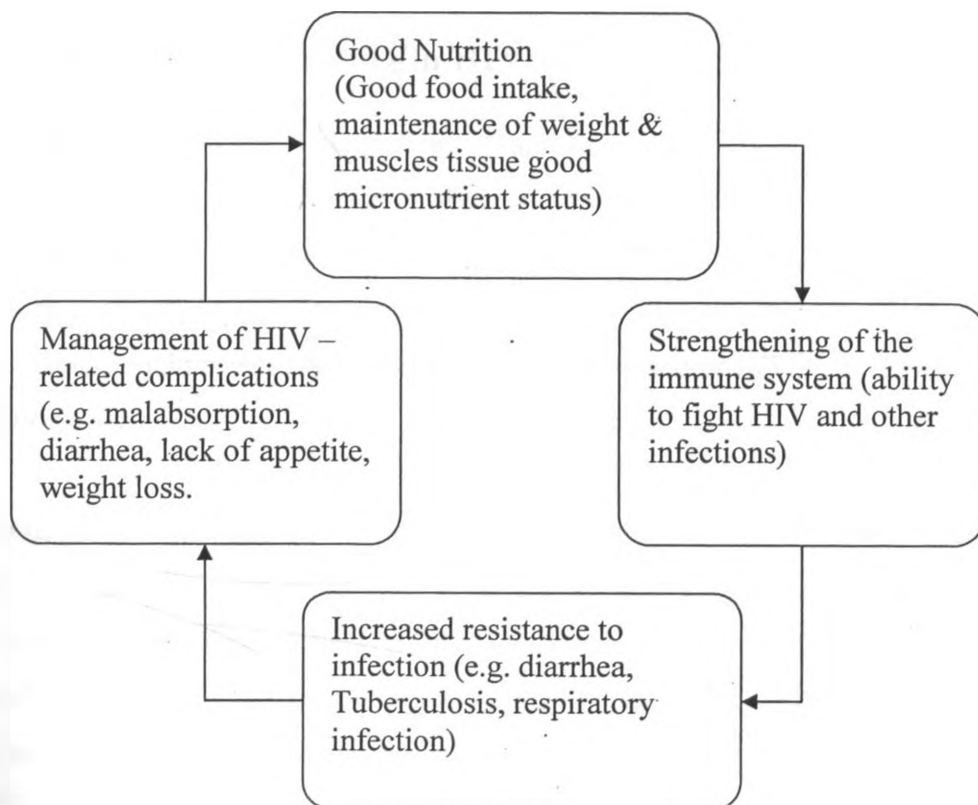 Good Nutrition
(Good food intake,
maintenance of weight &
muscles tissue good
micronutrient status)
Management of HIV –
related complications
(e.g. malabsorption,
diarrhea, lack of appetite,
weight loss.
Strengthening of the
immune system (ability
to fight HIV and other
infections)
Increased resistance to
infection (e.g. diarrhea,
Tuberculosis, respiratory
infection)